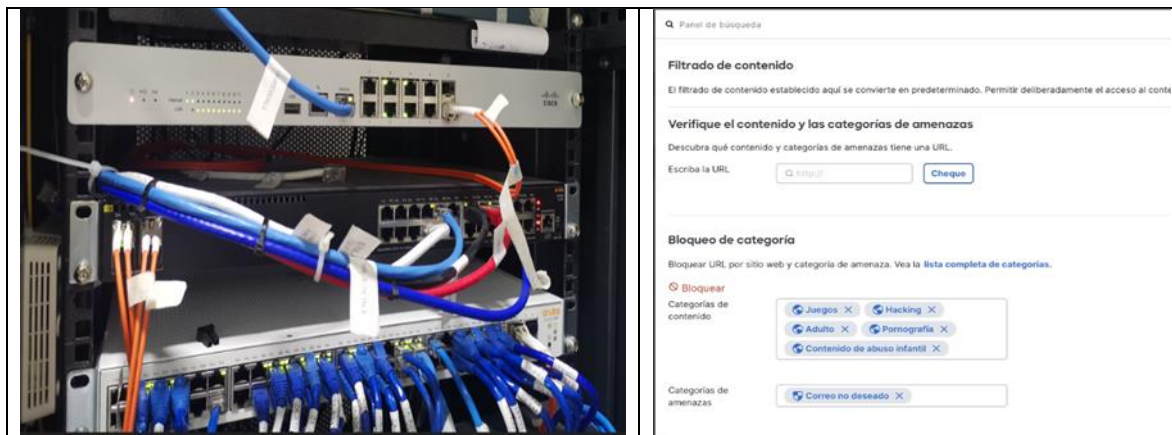 CISCO
Panel de búsqueda
Filtrado de contenido
El filtrado de contenido establecido aquí se convierte en predeterminado. Permitir deliberadamente el acceso al conte
Verifique el contenido y las categorías de amenazas
Descubra qué contenido y categorías de amenazas tiene una URL.
Escriba la URL
http://
Cheque
Bloqueo de categoría
Bloquear URL por sitio web y categoría de amenaza. Vea la lista completa de categorías.
Bloquear
Categorías de
contenido
Juegos X Hacking X
Adulto X Pornografía X
Contenido de abuso infantil X
Categorías de
amenazas
Correo no deseado X